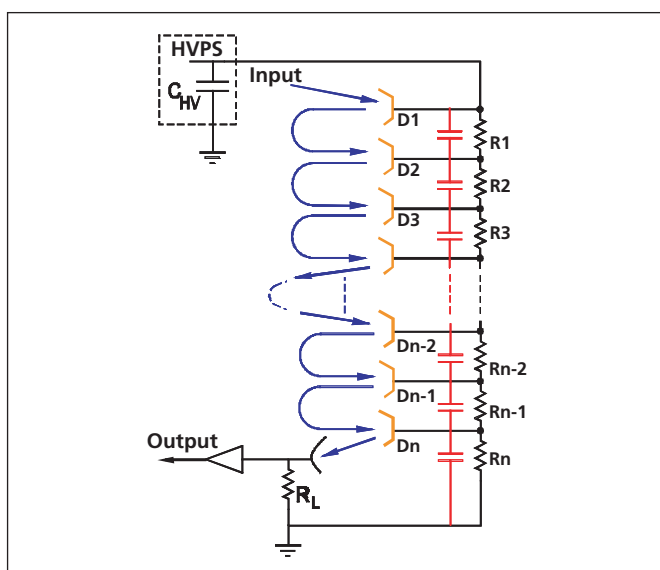 HVPS
C HV
Input
D1
R1
D2
R2
D3
R3
Dn-2
Rn-2
Dn-1
Rn-1
Output
Dn
Rn
RL